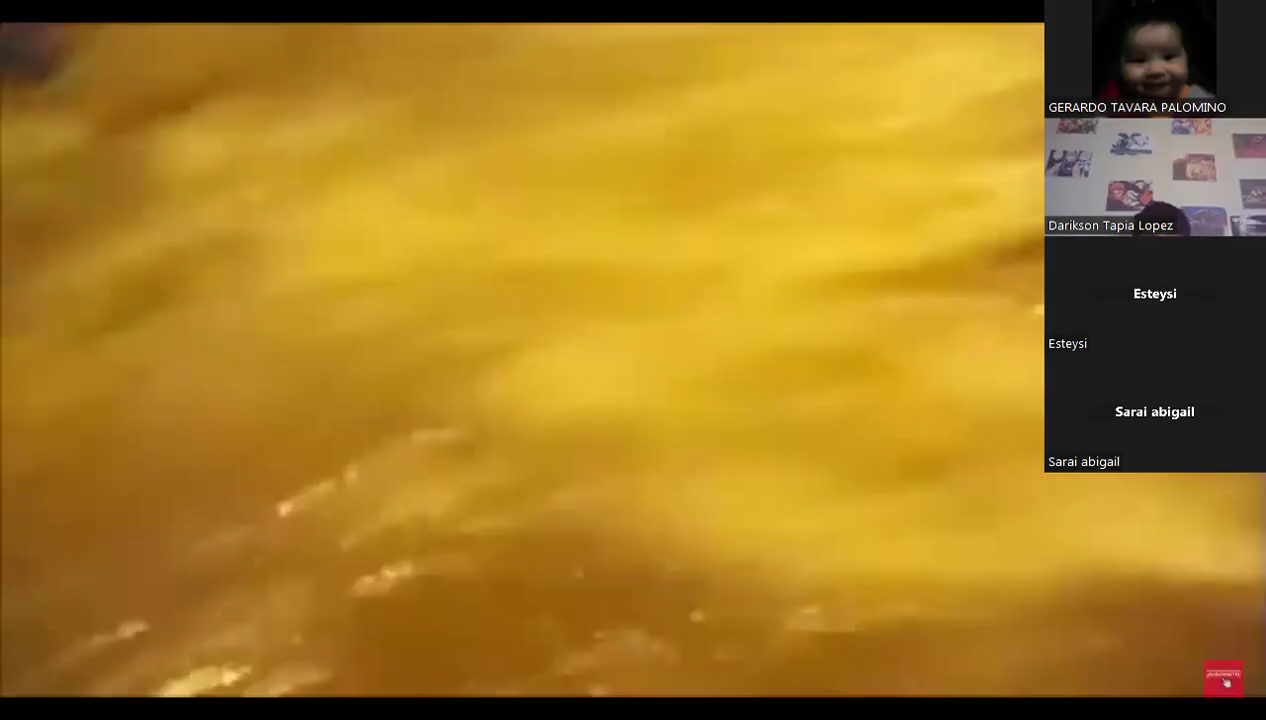 GERARDO TAVARA PALOMINO
Darikson Tapia Lopez
Esteysi
Esteysi
Sarai abigail
Sarai abigail